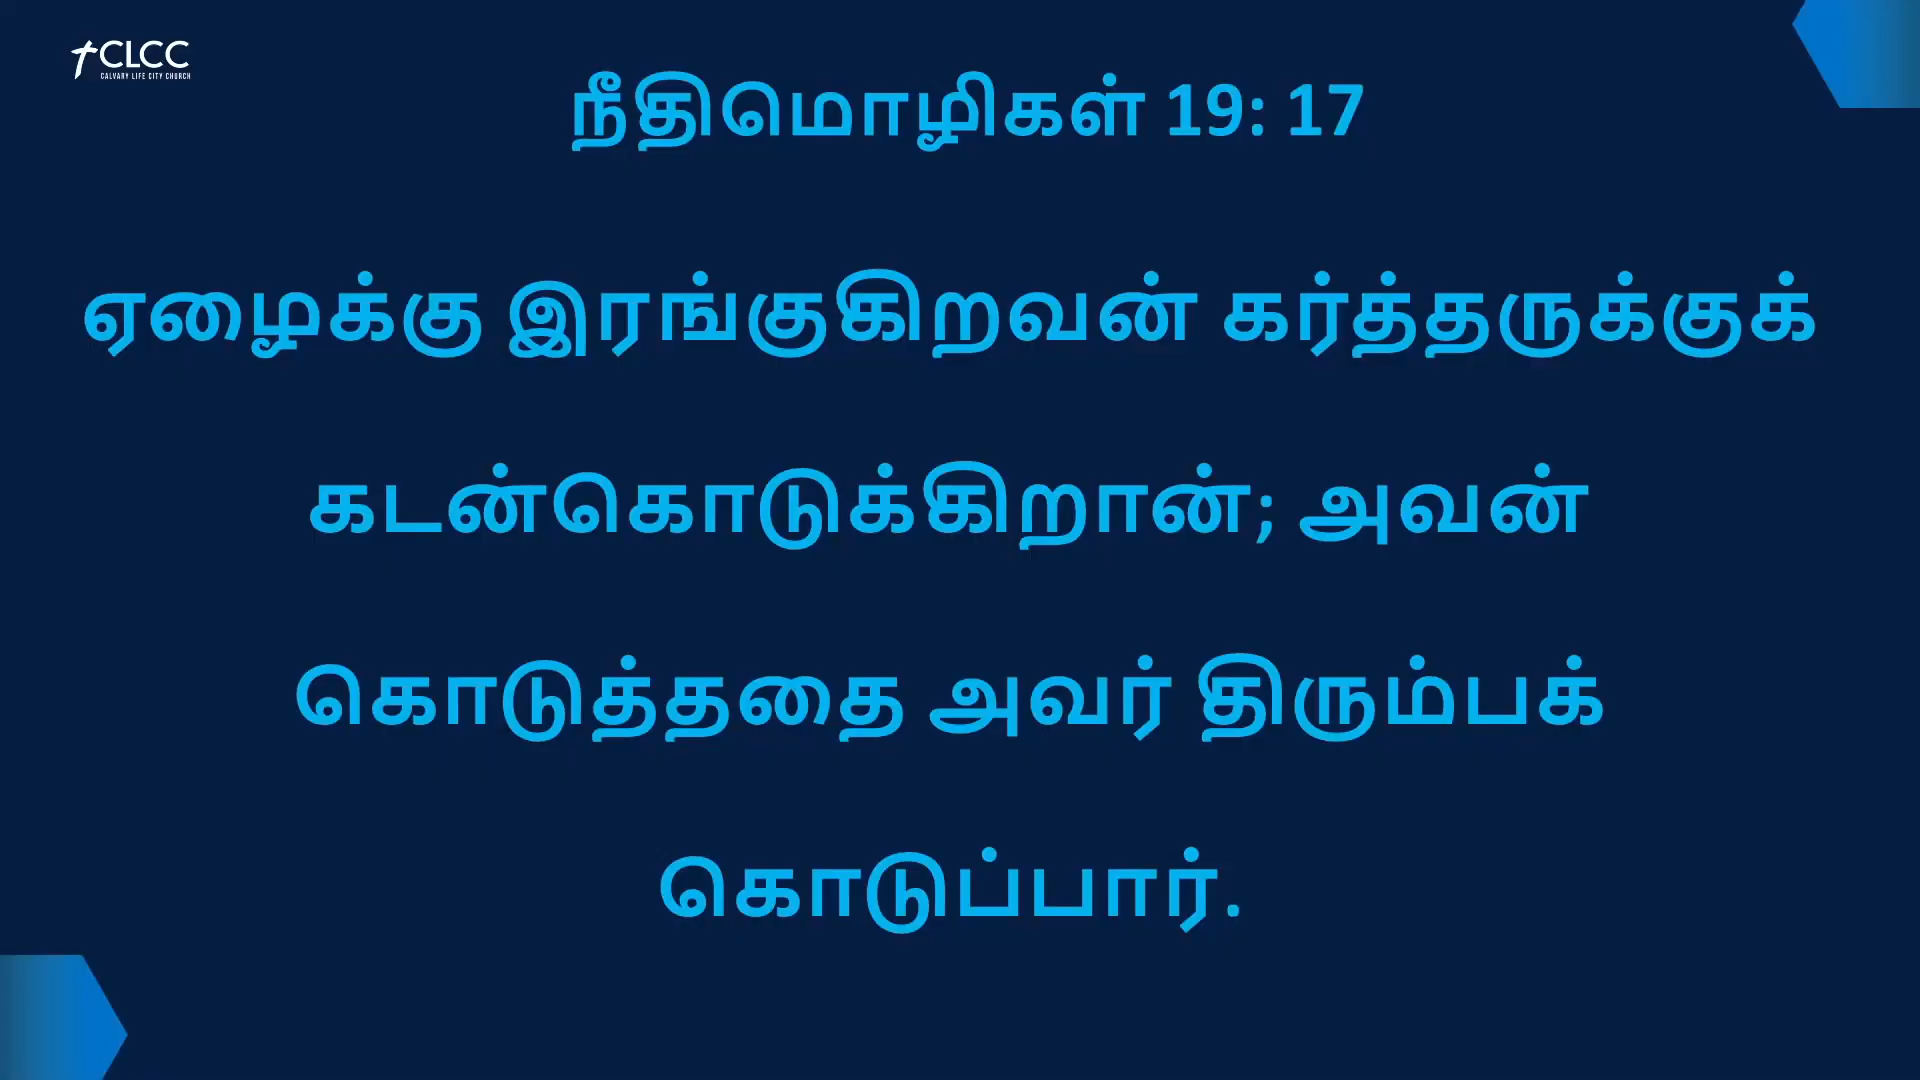 CLCC
CALVARY LIFE CITY CHURCH
நீதிமொழிகள் 19: 17
ஏழைக்கு இரங்குகிறவன் கர்த்தருக்குக்
கடன்கொடுக்கிறான்; அவன்
கொடுத்ததை அவர் திரும்பக்
கொடுப்பார்.